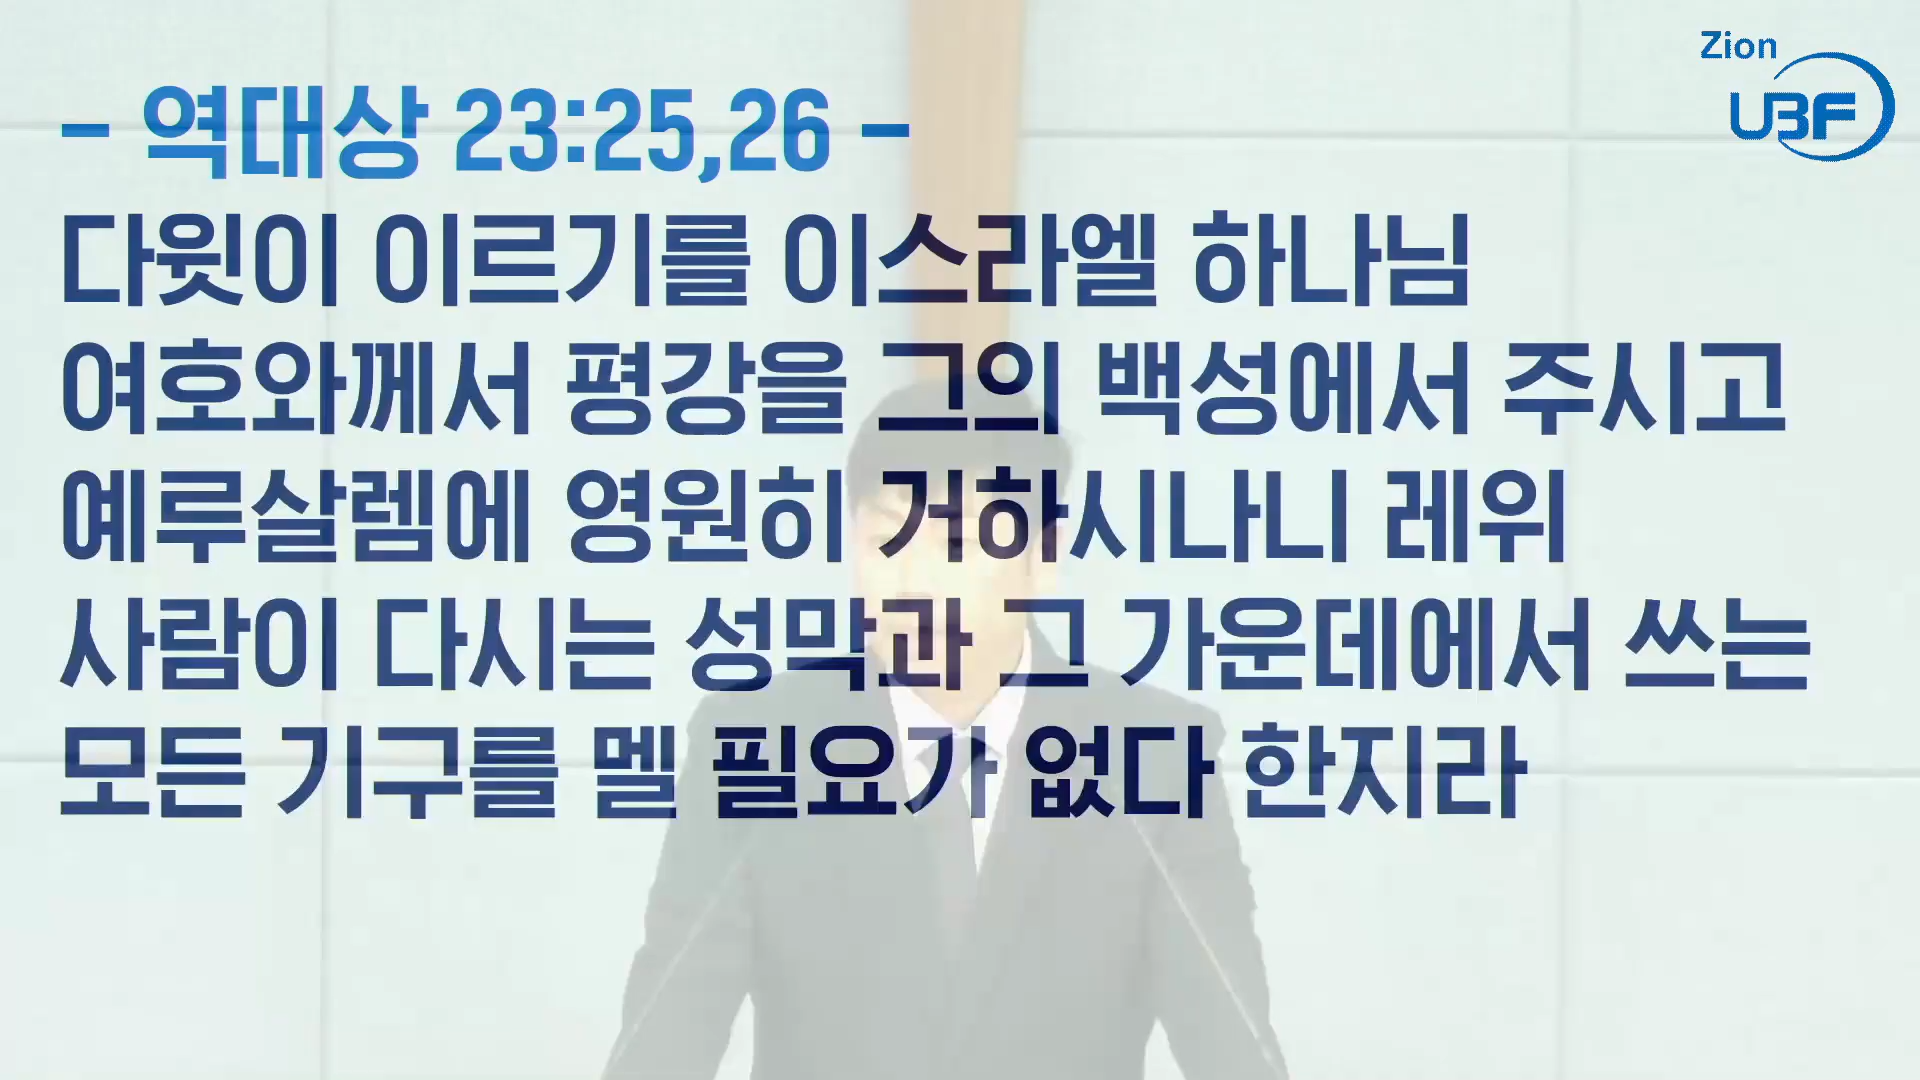 Zion
UBF
- 역대상 23:25,26 -
다윗이 이르기를 이스라엘 하나님
여호와께서 평강을 그의 백성에서 주시고
예루살렘에 영원히 거하시나니 레위
사람이 다시는 성막과 그 가운데에서 쓰는
모든 기구를 멜 필요가 없다 한지라